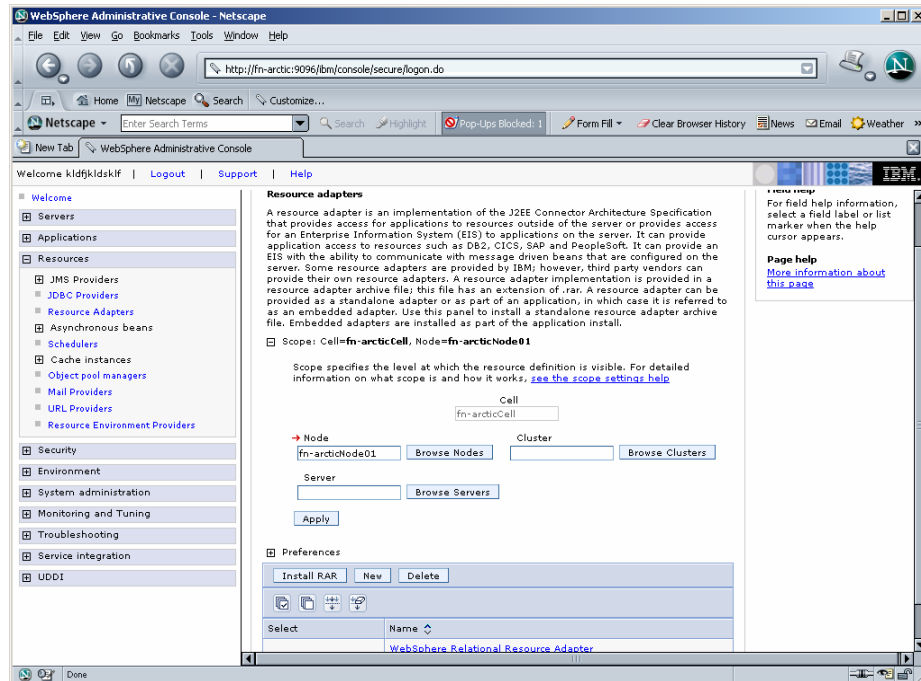 WebSphere Administrative Console - Netscape
File Edit View Go Bookmarks Tools Window Help
http://fn-arctic:9096/ibm/console/secure/logon.do
N
Home My Netscape Search Customize...
Netscape Enter Search Terms Search Highlight Pop-Ups Blocked: 1 Form Fill Clear Browser History News Email Weather »
New Tab WebSphere Administrative Console
Welcome kldfjkldsklf | Logout | Support | Help
IBM.
Welcome
Servers
Applications
Resources
JMS Providers
JDBC Providers
Resource Adapters
Asynchronous beans
Schedulers
Cache instances
Object pool managers
Mail Providers
URL Providers
Resource Environment Providers
Security
Environment
System administration
Monitoring and Tuning
Troubleshooting
Service integration
UDDI
Resource adapters
A resource adapter is an implementation of the J2EE Connector Architecture Specification
that provides access for applications to resources outside of the server or provides access
for an Enterprise Information System (EIS) to applications on the server. It can provide
application access to resources such as DB2, CICS, SAP and PeopleSoft. It can provide an
EIS with the ability to communicate with message driven beans that are configured on the
server. Some resource adapters are provided by IBM; however, third party vendors can
provide their own resource adapters. A resource adapter implementation is provided in a
resource adapter archive file; this file has an extension of .rar. A resource adapter can be
provided as a standalone adapter or as part of an application, in which case it is referred to
as an embedded adapter. Use this panel to install a standalone resource adapter archive
file. Embedded adapters are installed as part of the application install.
Scope: Cell=fn-arcticCell, Node=fn-arcticNode01
Scope specifies the level at which the resource definition is visible. For detailed
information on what scope is and how it works, see the scope settings help
Cell
fn-arcticCell
Node Cluster
fn-arcticNode01 Browse Nodes Browse Clusters
Server
Browse Servers
Apply
Preferences
Install RAR New Delete
Select Name
WebSphere Relational Resource Adapter
Field help
For field help information,
select a field label or list
marker when the help
cursor appears.
Page help
More information about
this page
Done